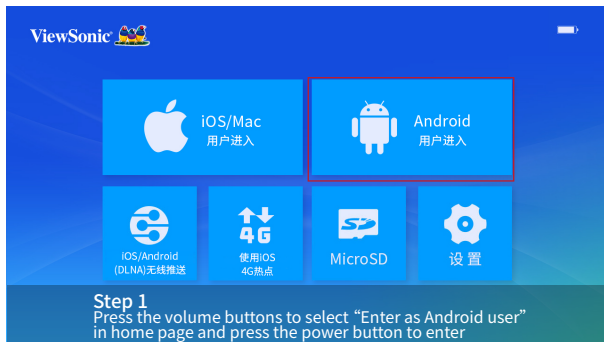 ViewSonic
iOS/Mac
用户进入
Android
用户进入
iOS/Android
(DLNA)无线推送
4G
使用iOS
4G热点
SD
MicroSD
设置
Step 1
Press the volume buttons to select “Enter as Android user”
in home page and press the power button to enter